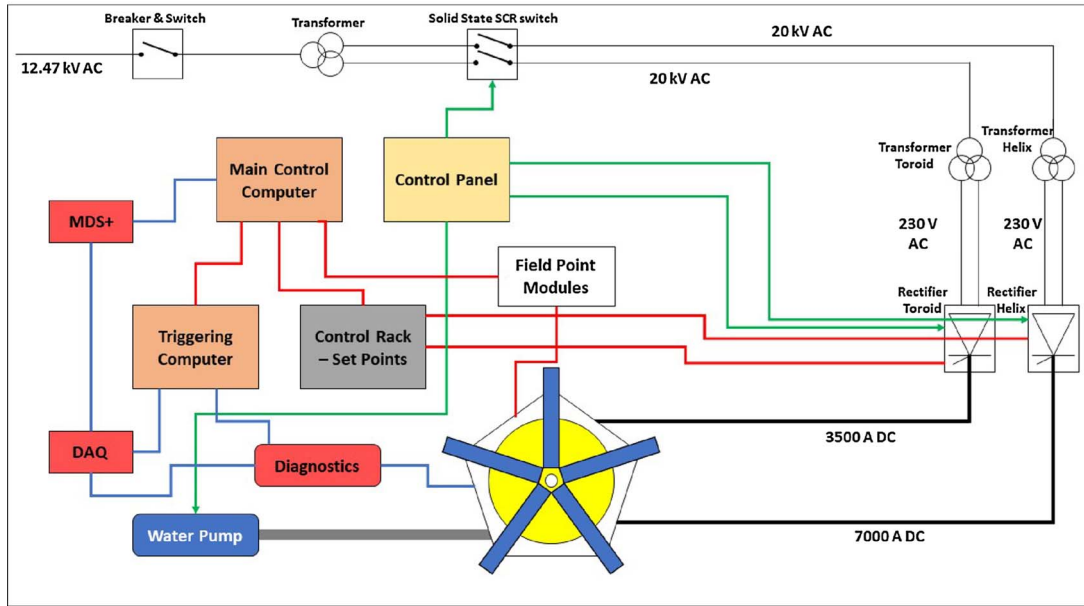 Breaker & Switch
Transformer
Solid State SCR switch
20 kV AC
12.47 kV AC
20 kV AC
Main Control
Computer
Control Panel
Transformer
Toroid
Transformer
Helix
MDS+
230 V
AC
230 V
AC
Field Point
Modules
Rectifier
Toroid
Rectifier
Helix
Triggering
Computer
Control Rack
– Set Points
3500 A DC
DAQ
Diagnostics
Water Pump
7000 A DC